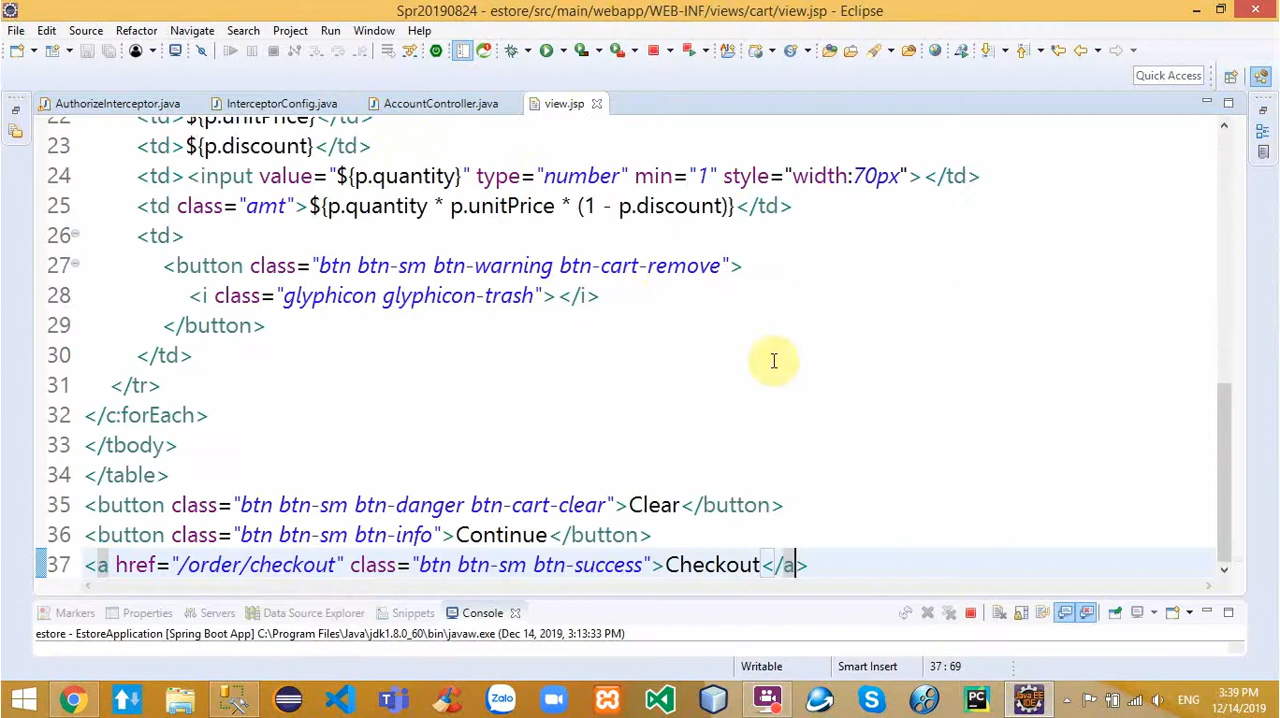 Spr20190824 - estore/src/main/webapp/WEB-INF/views/cart/view.jsp - Eclipse
File Edit Source Refactor Navigate Search Project Run Window Help
Quick Access
AuthorizeInterceptor.java InterceptorConfig.java AccountController.java view.jsp
22 <td>${p.unitPrice}</td>
23 <td>${p.discount}</td>
24 <td><input value="${p.quantity}" type="number" min="1" style="width:70px"></td>
25 <td class="amt">${p.quantity * p.unitPrice * (1 - p.discount)}</td>
26 <td>
27 <button class="btn btn-sm btn-warning btn-cart-remove">
28 <i class="glyphicon glyphicon-trash"></i>
29 </button>
30 </td>
31 </tr>
32 </c:forEach>
33 </tbody>
34 </table>
35 <button class="btn btn-sm btn-danger btn-cart-clear">Clear</button>
36 <button class="btn btn-sm btn-info">Continue</button>
37 <a href="/order/checkout" class="btn btn-sm btn-success">Checkout</a>
Markers Properties Servers Data Source Explorer Snippets Console
estore - EstoreApplication [Spring Boot App] C:\Program Files\Java\jdk1.8.0_60\bin\javaw.exe (Dec 14, 2019, 3:13:33 PM)
Writable Smart Insert 37 : 69
Zalo PC ENG 3:39 PM
12/14/2019